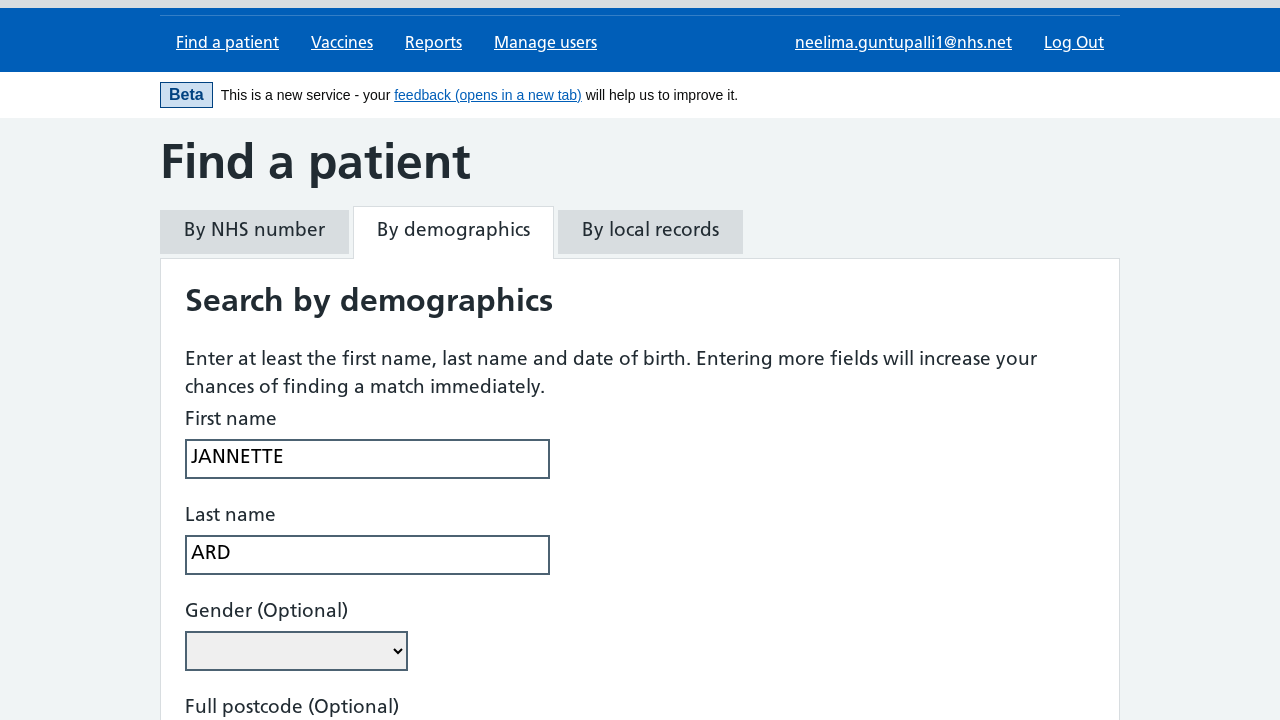 Find a patient Vaccines Reports Manage users neelima.guntupalli1@nhs.net Log Out
Beta This is a new service - your feedback (opens in a new tab) will help us to improve it.
Find a patient
By NHS number By demographics By local records
Search by demographics
Enter at least the first name, last name and date of birth. Entering more fields will increase your
chances of finding a match immediately.
First name
JANNETTE
Last name
ARD
Gender (Optional)
Full postcode (Optional)